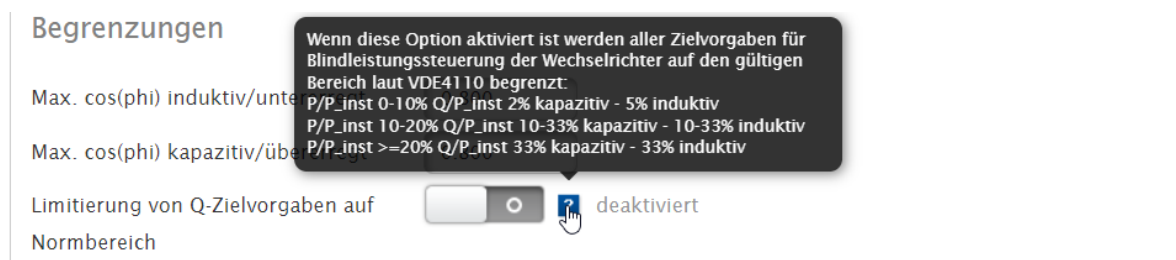 Begrenzungen
Wenn diese Option aktiviert ist werden aller Zielvorgaben für
Blindleistungssteuerung der Wechselrichter auf den gültigen
Bereich laut VDE4110 begrenzt:
P/P_inst 0-10% Q/P_inst 2% kapazitiv - 5% induktiv
P/P_inst 10-20% Q/P_inst 10-33% kapazitiv - 10-33% induktiv
P/P_inst >=20% Q/P_inst 33% kapazitiv - 33% induktiv
Max. cos(phi) induktiv/untererregt
Max. cos(phi) kapazitiv/übererregt
Limitierung von Q-Zielvorgaben auf
Normbereich
? deaktiviert